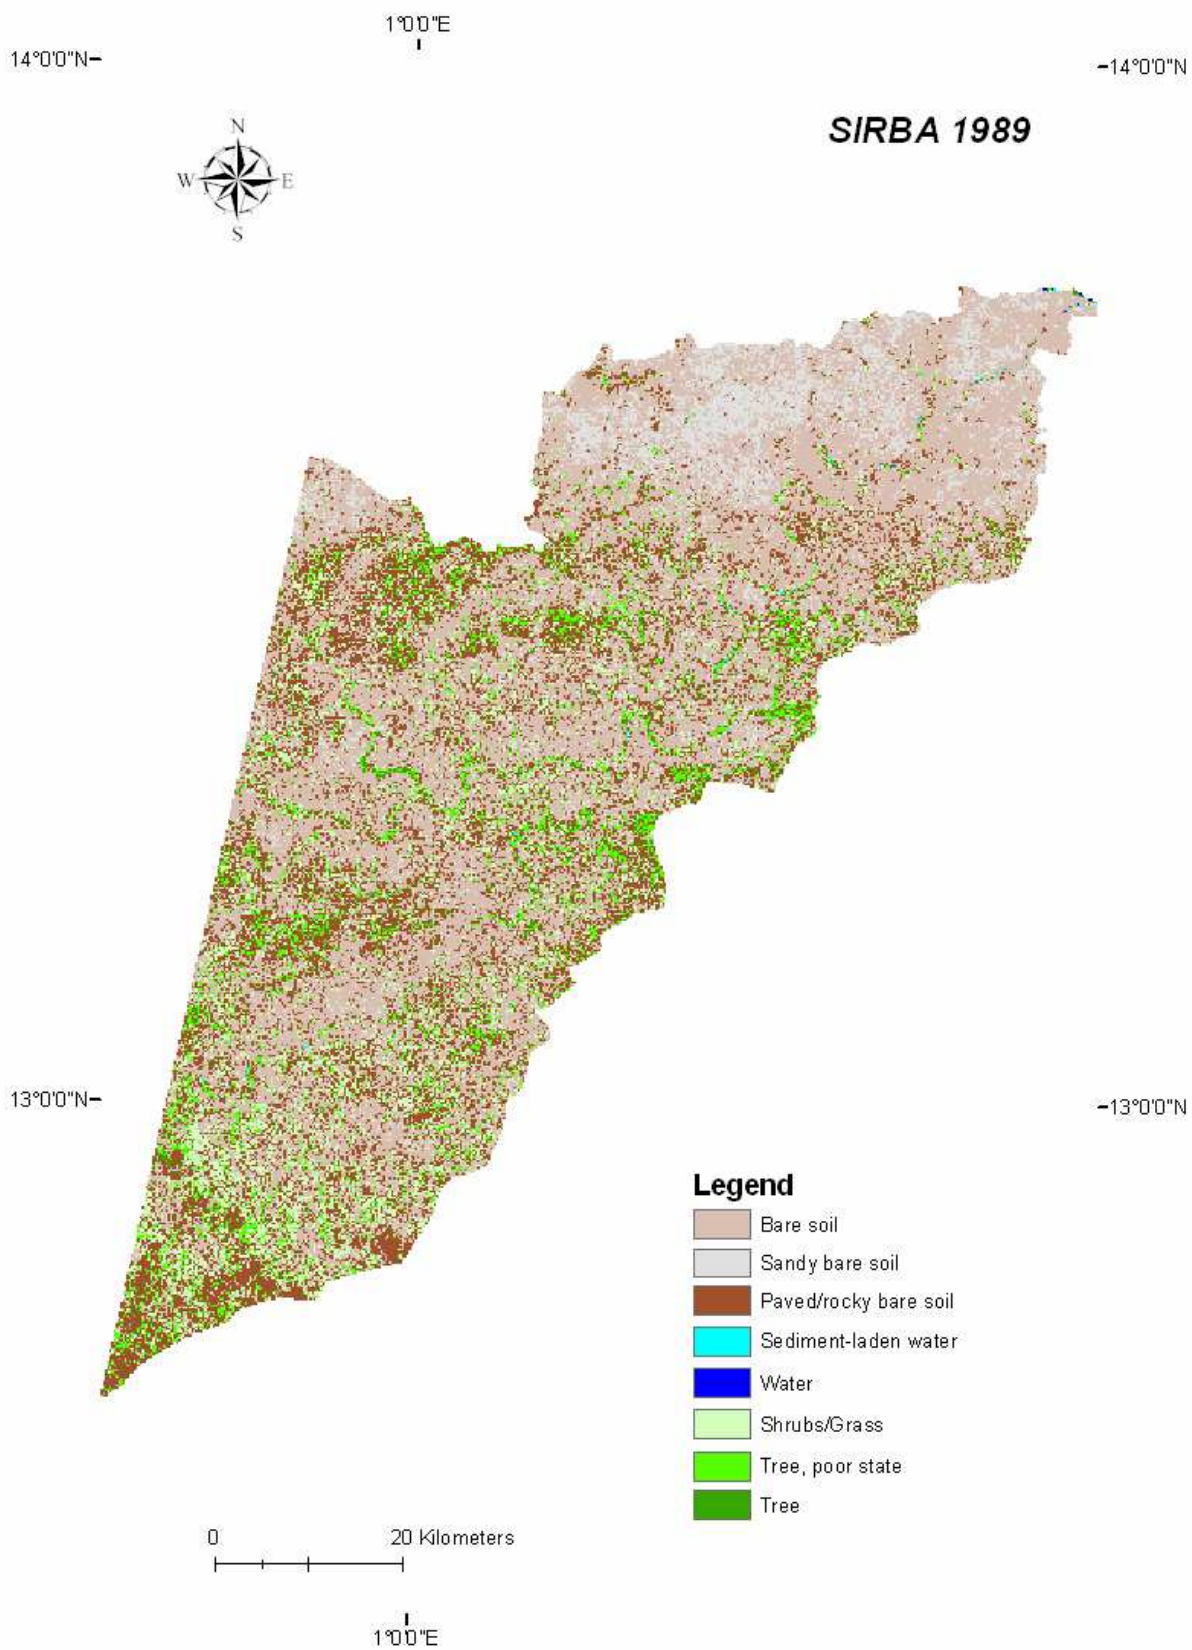 1°0'0"E
14°0'0"N
14°0'0"N
SIRBA 1989
N
W E
S
13°0'0"N
13°0'0"N
Legend
Bare soil
Sandy bare soil
Paved/rocky bare soil
Sediment-laden water
Water
Shrubs/Grass
Tree, poor state
Tree
0 20 Kilometers
1°0'0"E